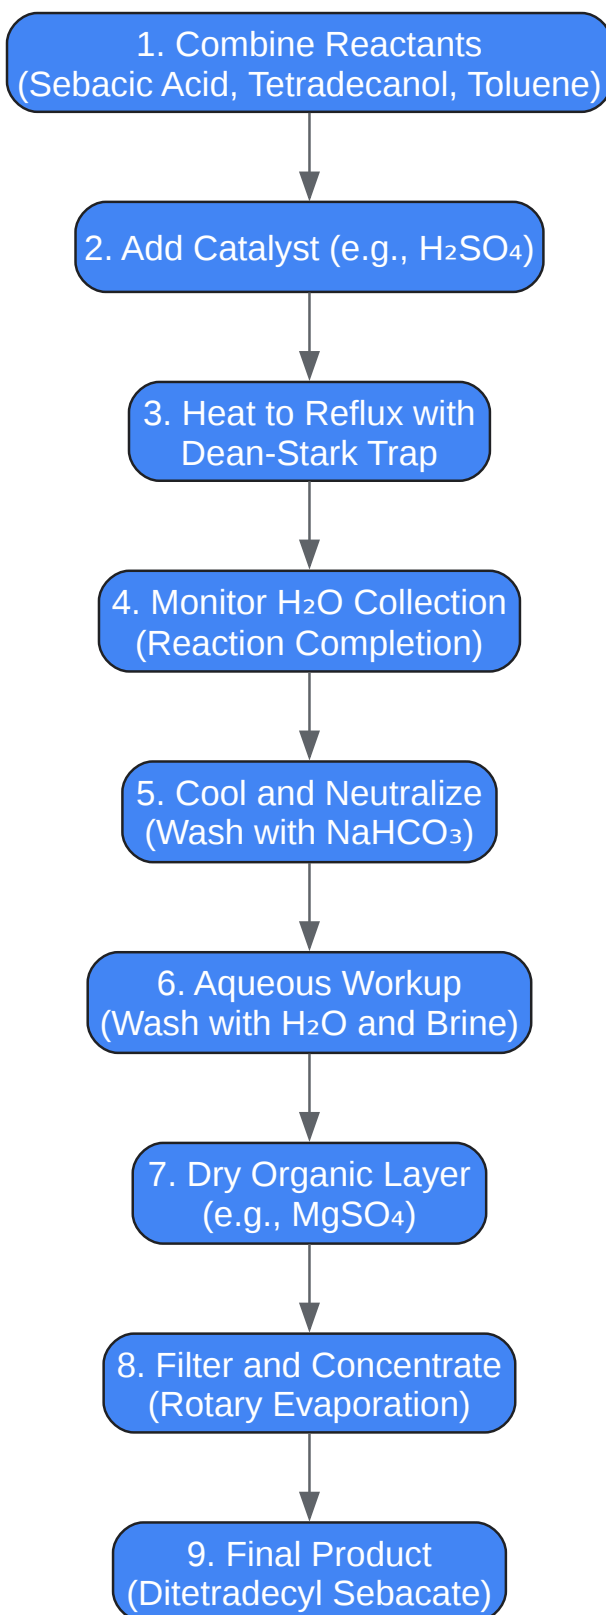 1. Combine Reactants
(Sebacic Acid, Tetradecanol, Toluene)
2. Add Catalyst (e.g., H₂SO₄)
3. Heat to Reflux with
Dean-Stark Trap
4. Monitor H₂O Collection
(Reaction Completion)
5. Cool and Neutralize
(Wash with NaHCO₃)
6. Aqueous Workup
(Wash with H₂O and Brine)
7. Dry Organic Layer
(e.g., MgSO₄)
8. Filter and Concentrate
(Rotary Evaporation)
9. Final Product
(Ditetradecyl Sebacate)